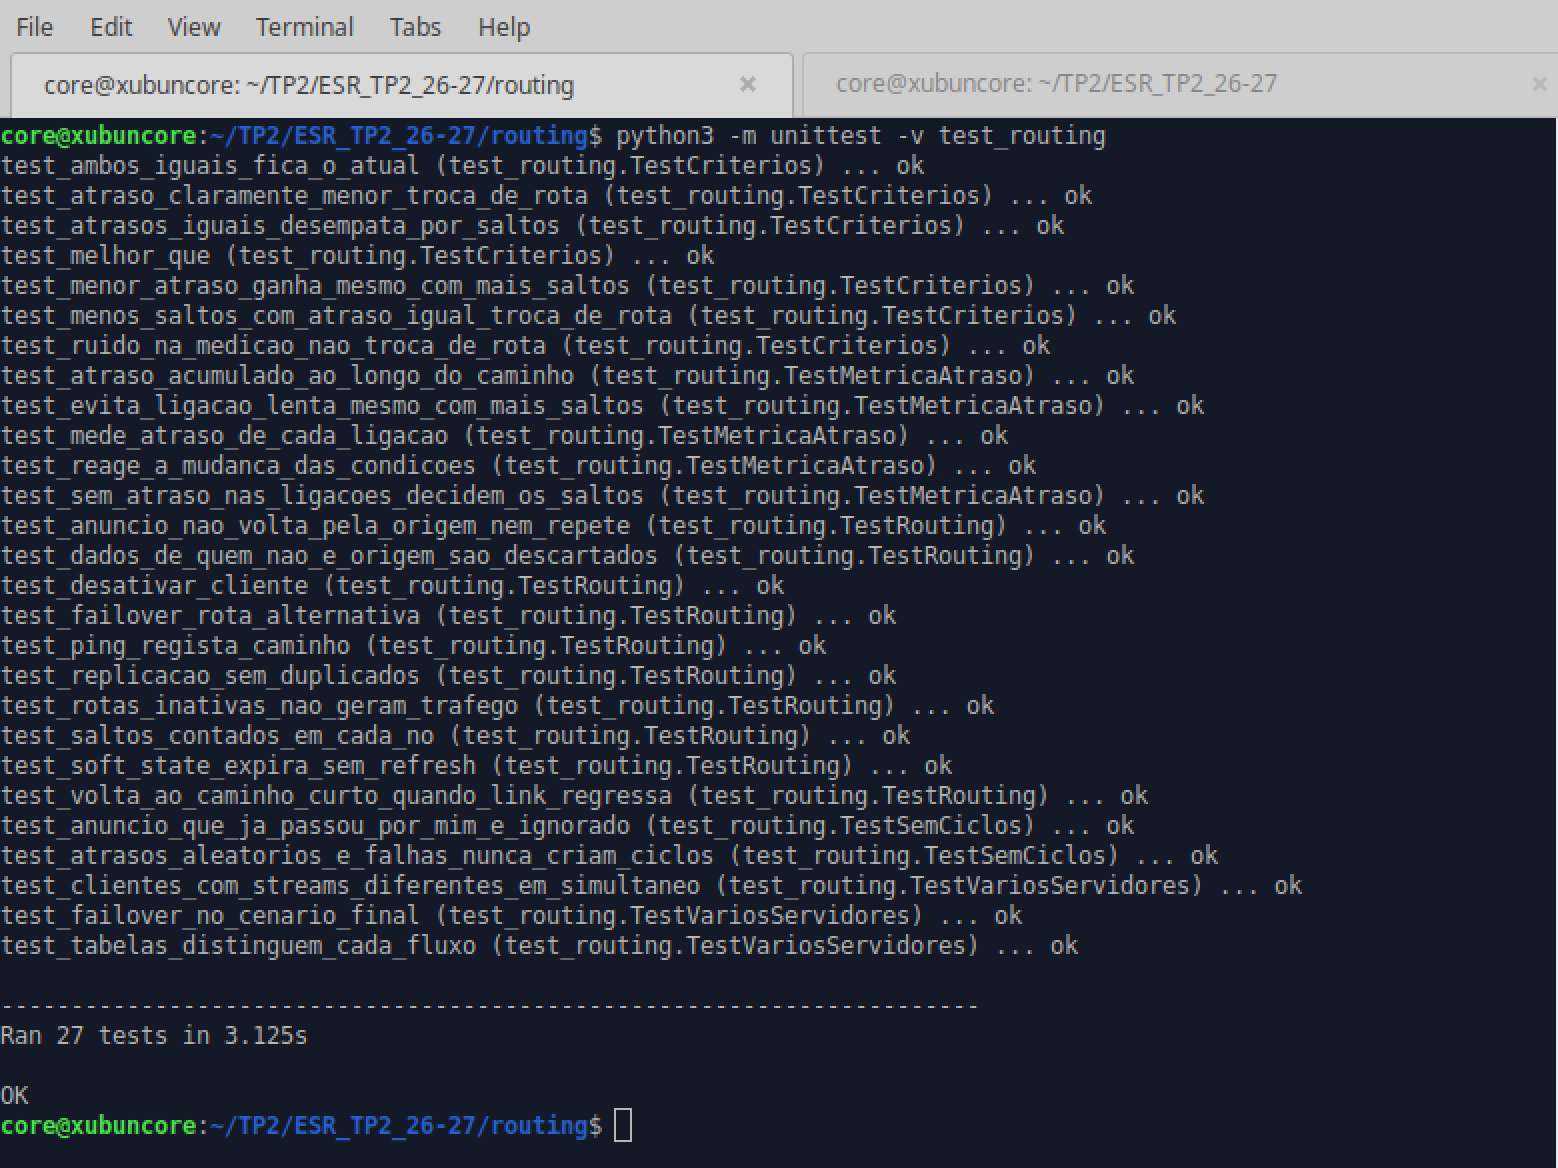 File Edit View Terminal Tabs Help
core@xubuncore: ~/TP2/ESR_TP2_26-27/routing × core@xubuncore: ~/TP2/ESR_TP2_26-27 ×
core@xubuncore:~/TP2/ESR_TP2_26-27/routing$ python3 -m unittest -v test_routing
test_ambos_iguais_fica_o_atual (test_routing.TestCriterios) ... ok
test_atraso_claramente_menor_troca_de_rota (test_routing.TestCriterios) ... ok
test_atrasos_iguais_desempata_por_saltos (test_routing.TestCriterios) ... ok
test_melhor_que (test_routing.TestCriterios) ... ok
test_menor_atraso_ganha_mesmo_com_mais_saltos (test_routing.TestCriterios) ... ok
test_menos_saltos_com_atraso_igual_troca_de_rota (test_routing.TestCriterios) ... ok
test_ruido_na_medicao_nao_troca_de_rota (test_routing.TestCriterios) ... ok
test_atraso_acumulado_ao_longo_do_caminho (test_routing.TestMetricaAtraso) ... ok
test_evita_ligacao_lenta_mesmo_com_mais_saltos (test_routing.TestMetricaAtraso) ... ok
test_mede_atraso_de_cada_ligacao (test_routing.TestMetricaAtraso) ... ok
test_reage_a_mudanca_das_condicoes (test_routing.TestMetricaAtraso) ... ok
test_sem_atraso_nas_ligacoes_decidem_os_saltos (test_routing.TestMetricaAtraso) ... ok
test_anuncio_nao_volta_pela_origem_nem_repete (test_routing.TestRouting) ... ok
test_dados_de_quem_nao_e_origem_sao_descartados (test_routing.TestRouting) ... ok
test_desativar_cliente (test_routing.TestRouting) ... ok
test_failover_rota_alternativa (test_routing.TestRouting) ... ok
test_ping_regista_caminho (test_routing.TestRouting) ... ok
test_replicacao_sem_duplicados (test_routing.TestRouting) ... ok
test_rotas_inativas_nao_geram_trafego (test_routing.TestRouting) ... ok
test_saltos_contados_em_cada_no (test_routing.TestRouting) ... ok
test_soft_state_expira_sem_refresh (test_routing.TestRouting) ... ok
test_volta_ao_caminho_curto_quando_link_regressa (test_routing.TestRouting) ... ok
test_anuncio_que_ja_passou_por_mim_e_ignorado (test_routing.TestSemCiclos) ... ok
test_atrasos_aleatorios_e_falhas_nunca_criam_ciclos (test_routing.TestSemCiclos) ... ok
test_clientes_com_streams_diferentes_em_simultaneo (test_routing.TestVariosServidores) ... ok
test_failover_no_cenario_final (test_routing.TestVariosServidores) ... ok
test_tabelas_distinguem_cada_fluxo (test_routing.TestVariosServidores) ... ok
----------------------------------------------------------------------
Ran 27 tests in 3.125s
OK
core@xubuncore:~/TP2/ESR_TP2_26-27/routing$